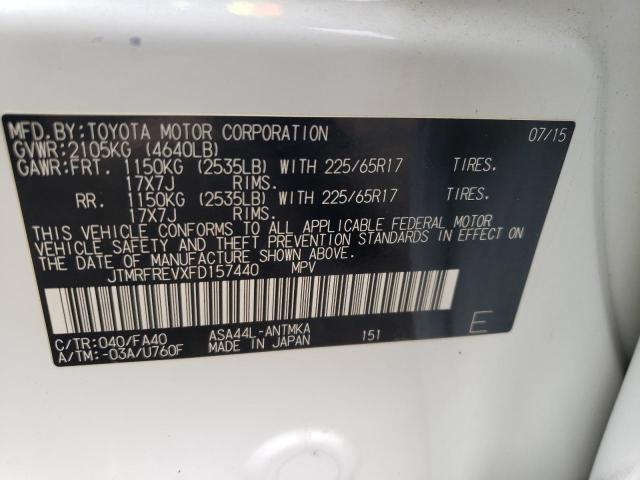 MFD.BY:TOYOTA MOTOR CORPORATION 07/15
GVWR:2105KG (4640LB)
GAWR:FRT. 1150KG (2535LB) WITH 225/65R17 TIRES.
17X7J RIMS.
RR. 1150KG (2535LB) WITH 225/65R17 TIRES.
17X7J RIMS.
THIS VEHICLE CONFORMS TO ALL APPLICABLE FEDERAL MOTOR
VEHICLE SAFETY AND THEFT PREVENTION STANDARDS IN EFFECT ON
THE DATE OF MANUFACTURE SHOWN ABOVE.
JTMRFREVXFD157440 MPV
C/TR:040/FA40 ASA44L-ANTMKA 151 E
A/TM:-03A/U760F MADE IN JAPAN